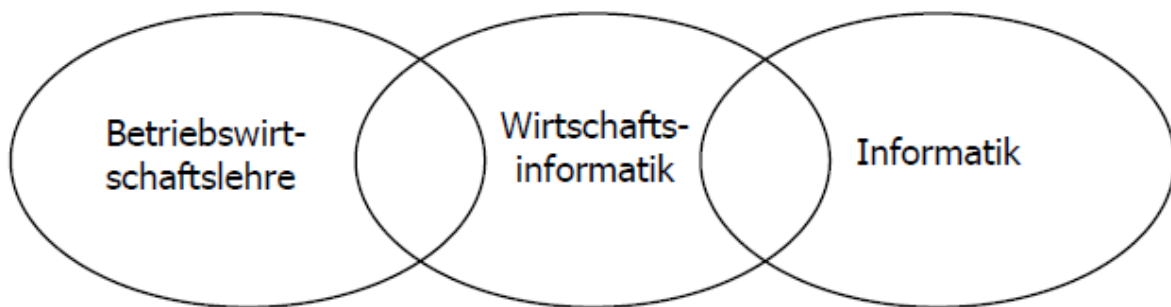 Betriebswirt-
schaftslehre
Wirtschafts-
informatik
Informatik